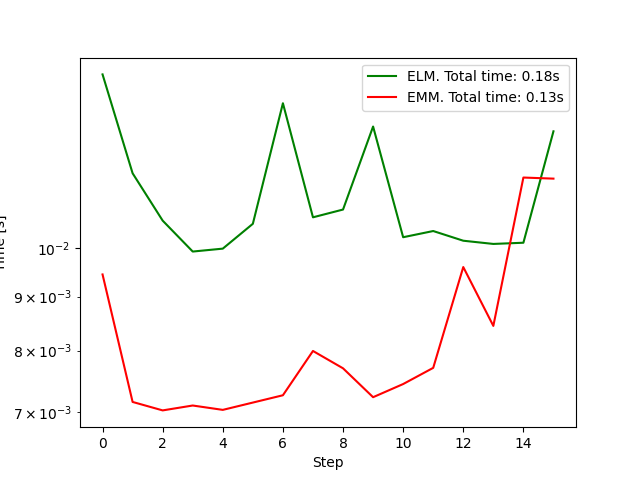 ELM. Total time: 0.18s
EMM. Total time: 0.13s
10⁻²
9 × 10⁻³
8 × 10⁻³
7 × 10⁻³
0 2 4 6 8 10 12 14
Step